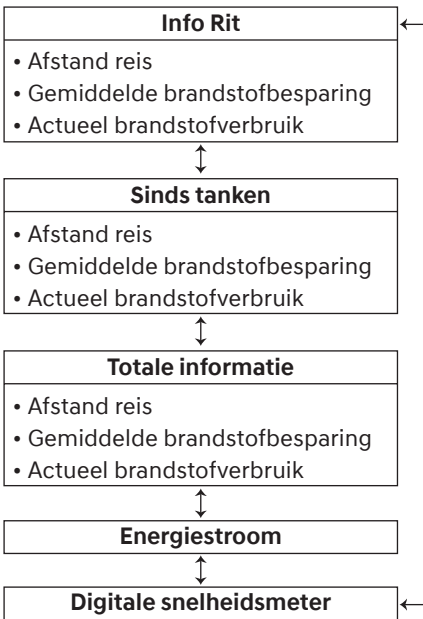 Info Rit
• Afstand reis
• Gemiddelde brandstofbesparing
• Actueel brandstofverbruik
Sinds tanken
• Afstand reis
• Gemiddelde brandstofbesparing
• Actueel brandstofverbruik
Totale informatie
• Afstand reis
• Gemiddelde brandstofbesparing
• Actueel brandstofverbruik
Energiestroom
Digitale snelheidsmeter